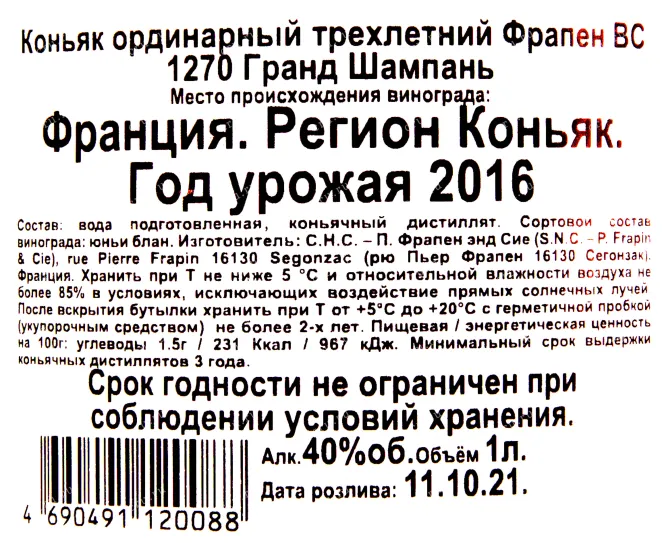 Коньяк ординарный трехлетний Фрапен ВС
1270 Гранд Шампань
Место происхождения винограда:
Франция. Регион Коньяк.
Год урожая 2016
Состав: вода подготовленная, коньячный дистиллят. Сортовой состав
винограда: юньи блан. Изготовитель: С.Н.С. – П. Фрапен энд Сие (S.N.C. – P. Frapin
& Cie), rue Pierre Frapin 16130 Segonzac (рю Пьер Фрапен 16130 Сегонзак).
Франция. Хранить при Т не ниже 5 °С и относительной влажности воздуха не
более 85% в условиях, исключающих воздействие прямых солнечных лучей.
После вскрытия бутылки хранить при Т от +5°С до +20°С с герметичной пробкой
(укупорочным средством) не более 2-х лет. Пищевая / энергетическая ценность
на 100г: углеводы 1.5г / 231 Ккал / 967 кДж. Минимальный срок выдержки
коньячных дистиллятов 3 года.
Срок годности не ограничен при
соблюдении условий хранения.
Алк.40%об.Объём 1л.
Дата розлива: 11.10.21.
4 690491 120088